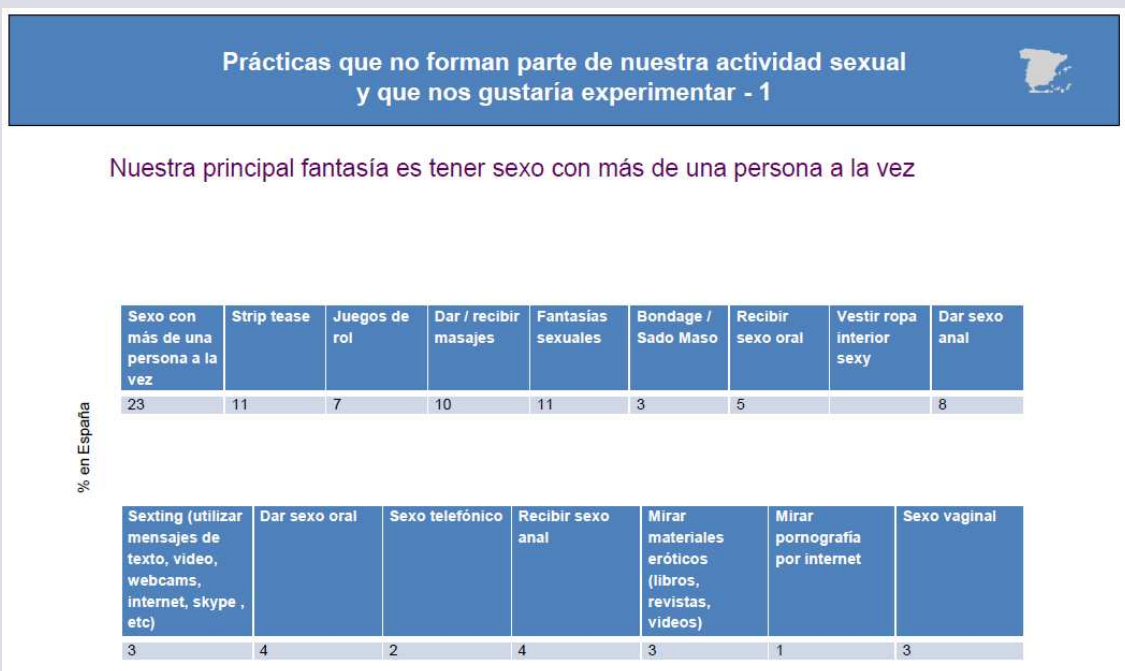 Prácticas que no forman parte de nuestra actividad sexual
y que nos gustaría experimentar - 1
Nuestra principal fantasía es tener sexo con más de una persona a la vez
% en España
Sexo con
más de una
persona a la
vez
Strip tease
Juegos de
rol
Dar / recibir
masajes
Fantasías
sexuales
Bondage /
Sado Maso
Recibir
sexo oral
Vestir ropa
interior
sexy
Dar sexo
anal
23 11 7 10 11 3 5 8
Sexting (utilizar
mensajes de
texto, video,
webcams,
internet, skype ,
etc)
Dar sexo oral
Sexo telefónico
Recibir sexo
anal
Mirar
materiales
eróticos
(libros,
revistas,
videos)
Mirar
pornografía
por internet
Sexo vaginal
3 4 2 4 3 1 3